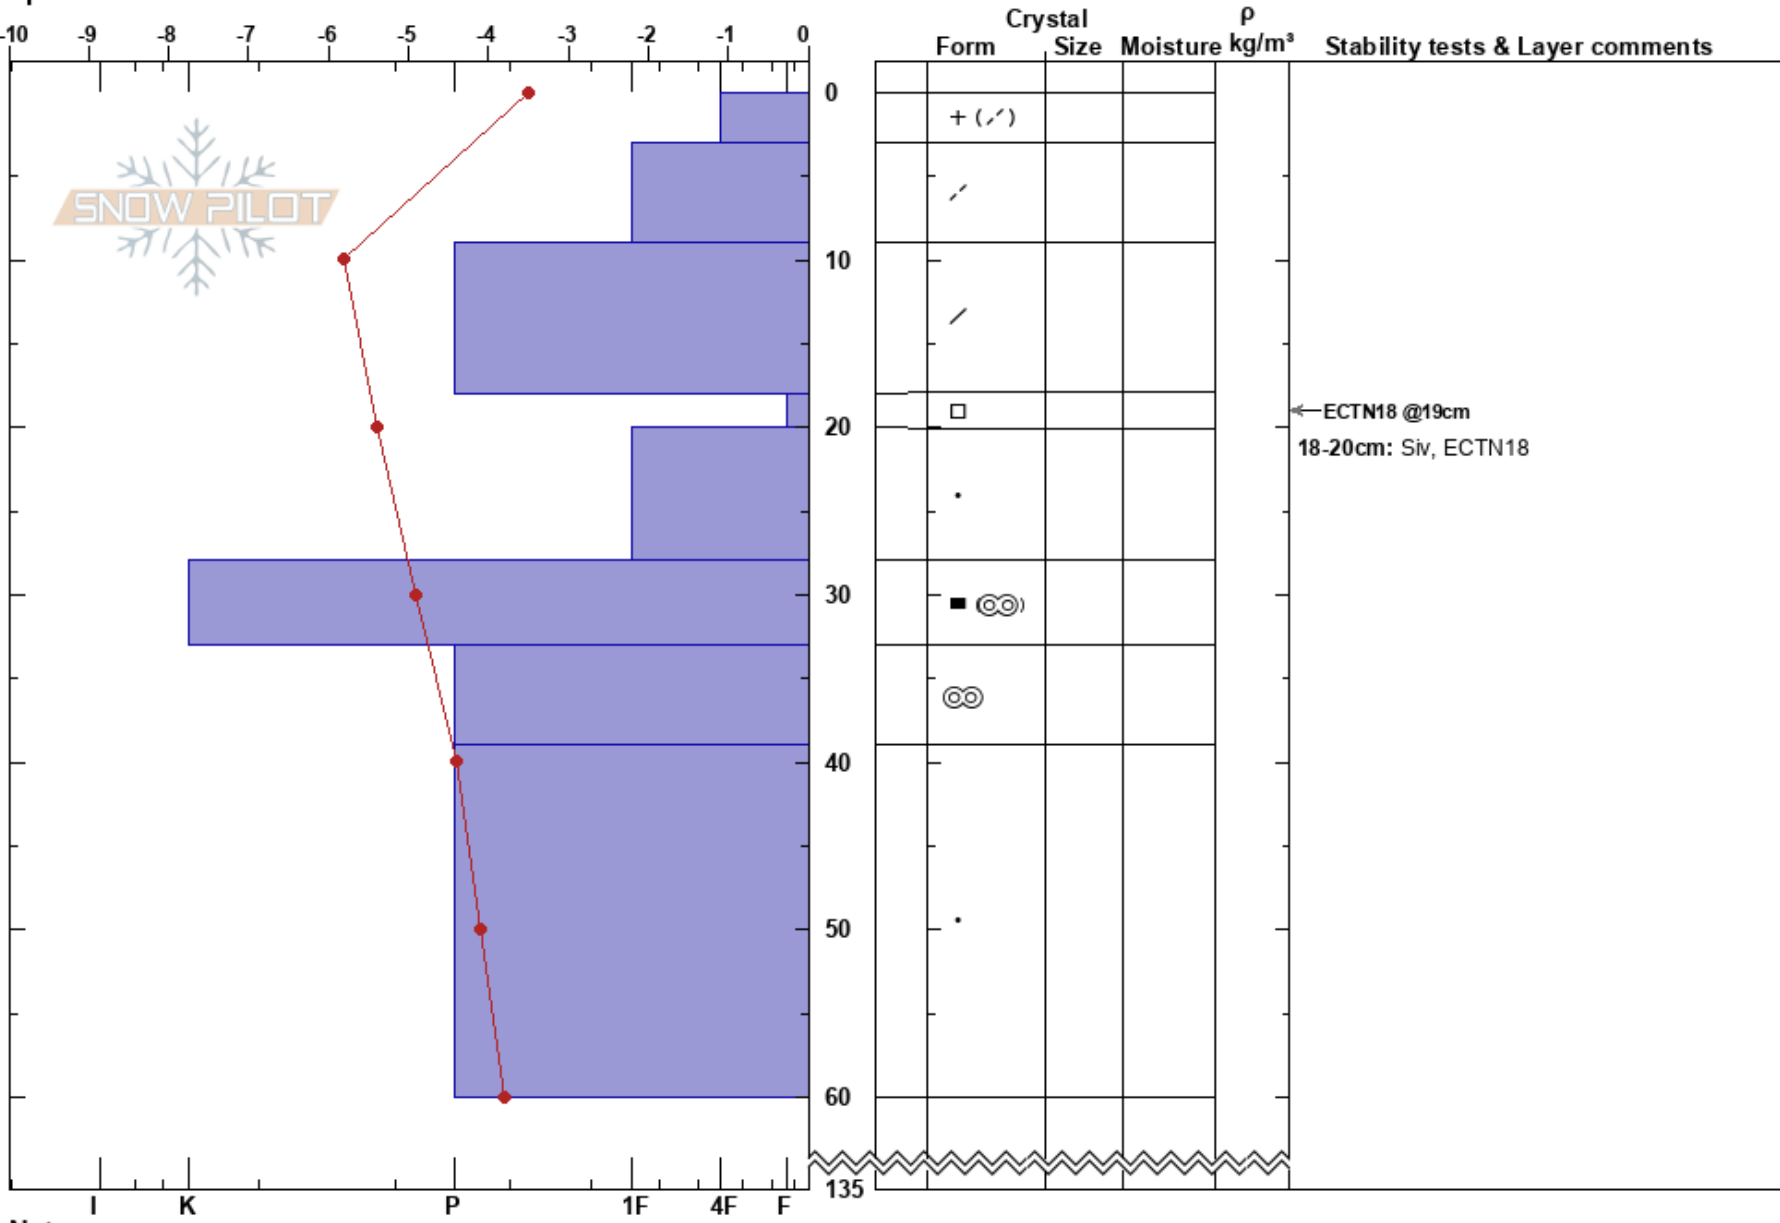 Crystal ρ
-10 -9 -8 -7 -6 -5 -4 -3 -2 -1 0
Form Size Moisture kg/m³ Stability tests & Layer comments
0
+ (⟋)
SNOW PILOT
10
ECTN18 @19cm
20
18-20cm: Siv, ECTN18
30
40
50
60
135
I K P 1F 4F F